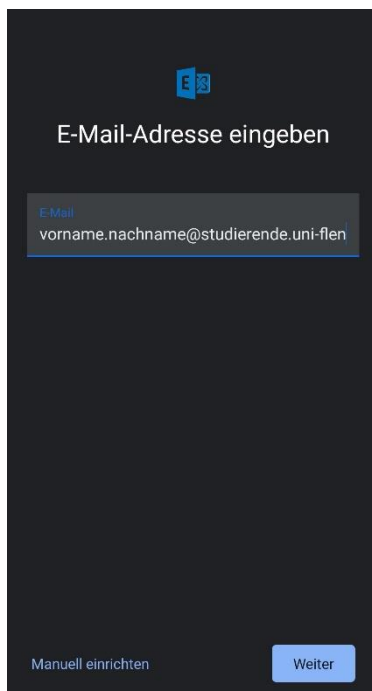 E-Mail-Adresse eingeben
E-Mail
vorname.nachname@studierende.uni-flen
Manuell einrichten
Weiter